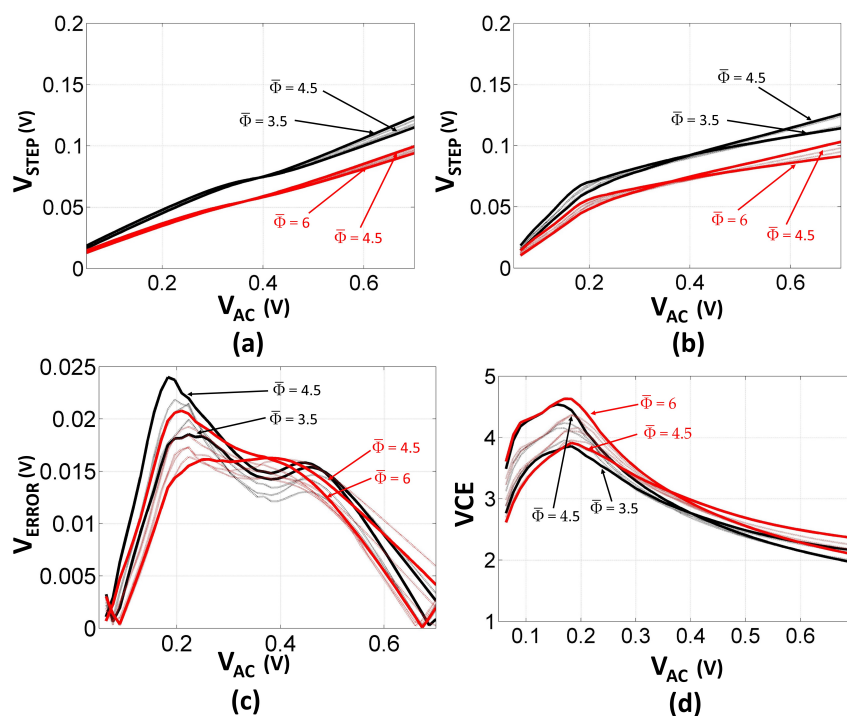 0.2
0.15
0.1
0.05
0
V_STEP (V)
Φ̅ = 4.5
Φ̅ = 3.5
Φ̅ = 6
Φ̅ = 4.5
0.2 0.4 0.6
V_AC (V)
(a)
0.2
0.15
0.1
0.05
0
V_STEP (V)
Φ̅ = 4.5
Φ̅ = 3.5
Φ̅ = 6
Φ̅ = 4.5
0 0.2 0.4 0.6
V_AC (V)
(b)
0.025
0.02
0.015
0.01
0.005
0
V_ERROR (V)
Φ̅ = 4.5
Φ̅ = 3.5
Φ̅ = 4.5
Φ̅ = 6
0.2 0.4 0.6
V_AC (V)
(c)
5
4
3
2
1
VCE
Φ̅ = 6
Φ̅ = 4.5
Φ̅ = 4.5
Φ̅ = 3.5
0.1 0.2 0.3 0.4 0.5 0.6
V_AC (V)
(d)